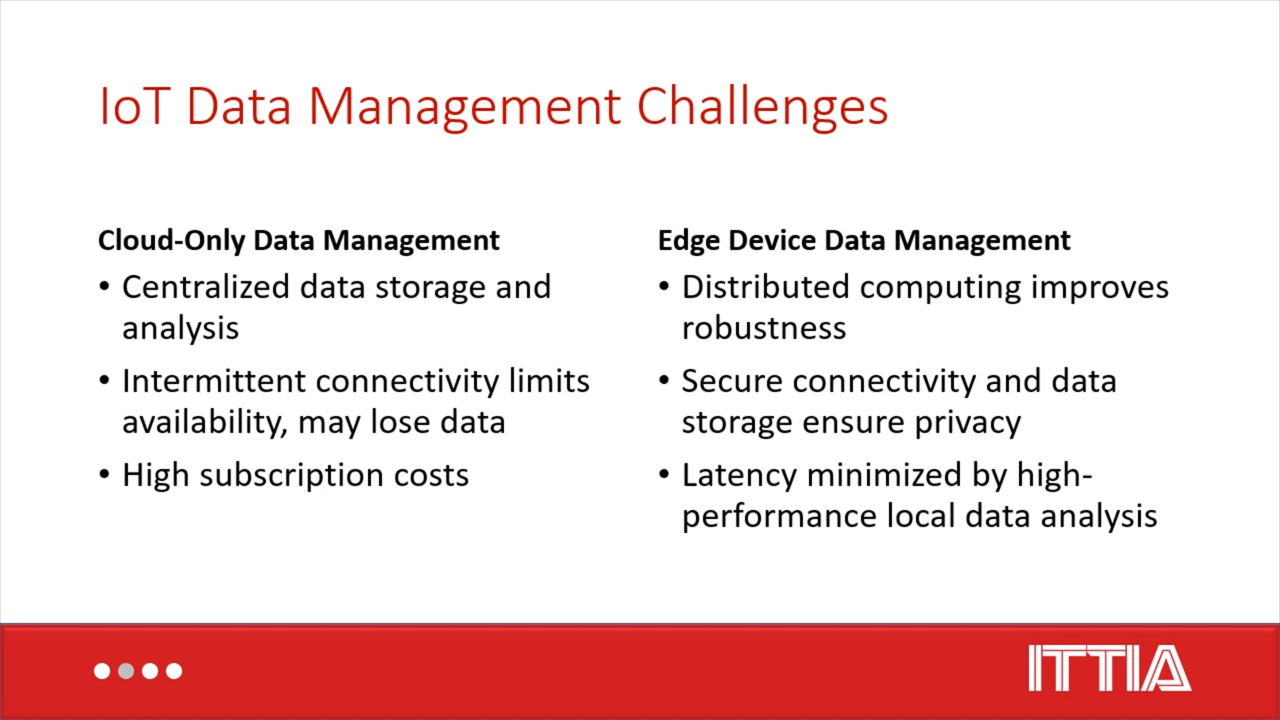 IoT Data Management Challenges
Cloud-Only Data Management
• Centralized data storage and
analysis
• Intermittent connectivity limits
availability, may lose data
• High subscription costs
Edge Device Data Management
• Distributed computing improves
robustness
• Secure connectivity and data
storage ensure privacy
• Latency minimized by high-
performance local data analysis
ITTIA